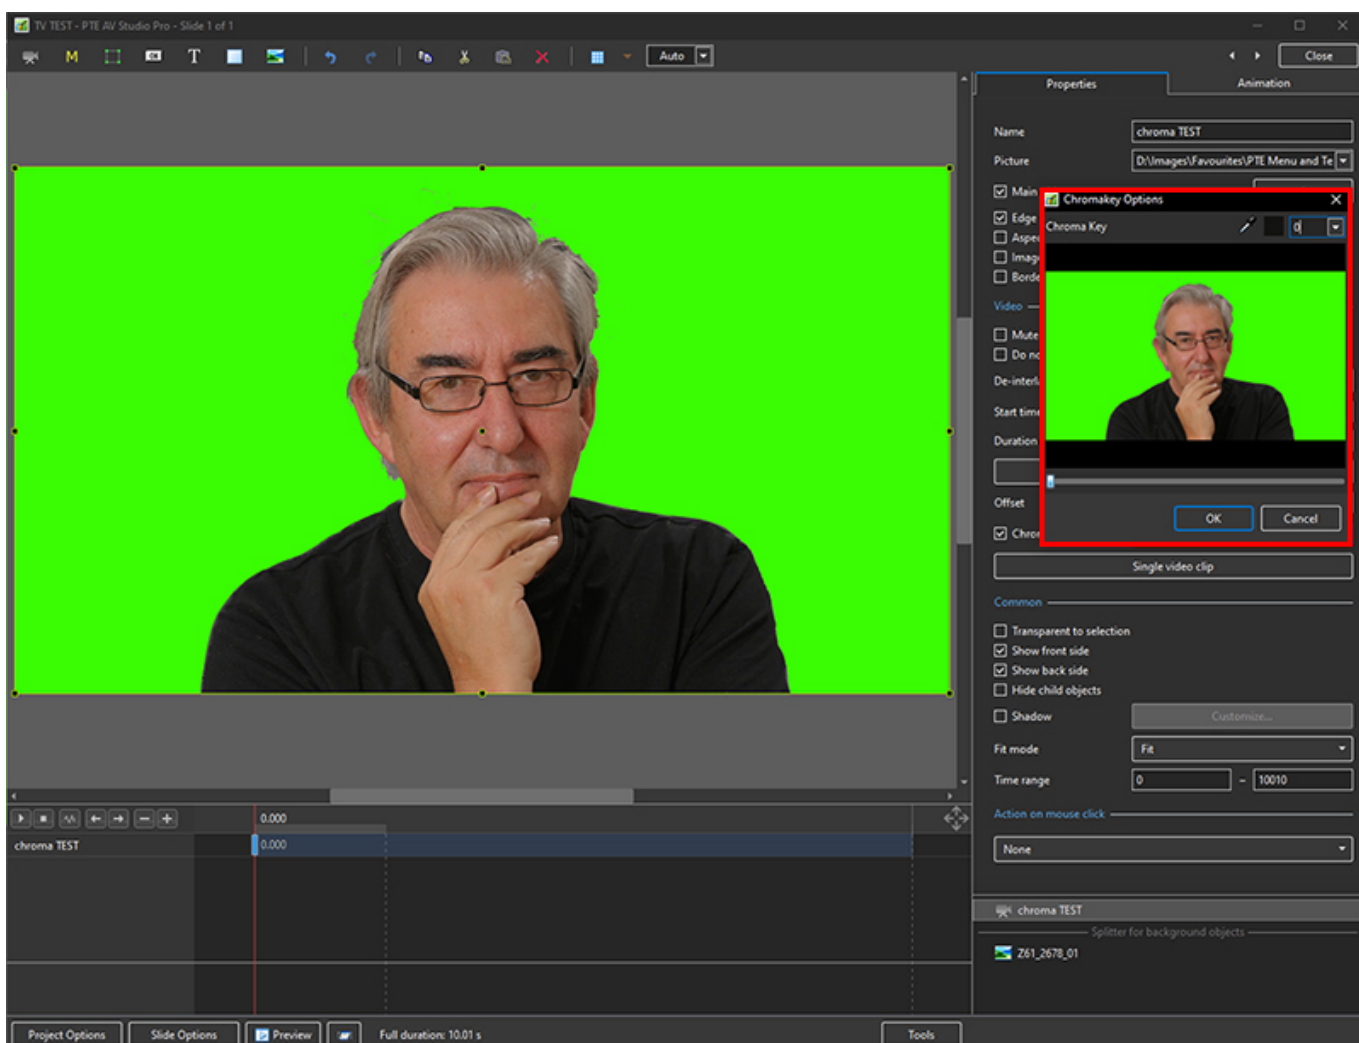 TV TEST - PTE AV Studio Pro - Slide 1 of 1
M OK T Auto Close
Properties Animation
Name chroma TEST
Picture D:\Images\Favourites\PTE Menu and Te
Main
Edge
Aspe
Imag
Borde
Video
Mute
Do no
De-interl
Start time
Duration
Offset
Chro
Chromakey Options
Chroma Key 0
OK Cancel
Single video clip
Common
Transparent to selection
Show front side
Show back side
Hide child objects
Shadow Customize...
Fit mode Fit
Time range 0 – 10010
Action on mouse click
None
chroma TEST
Splitter for background objects
Z61_2678_01
0.000
chroma TEST 0.000
Project Options Slide Options Preview Full duration: 10.01 s Tools